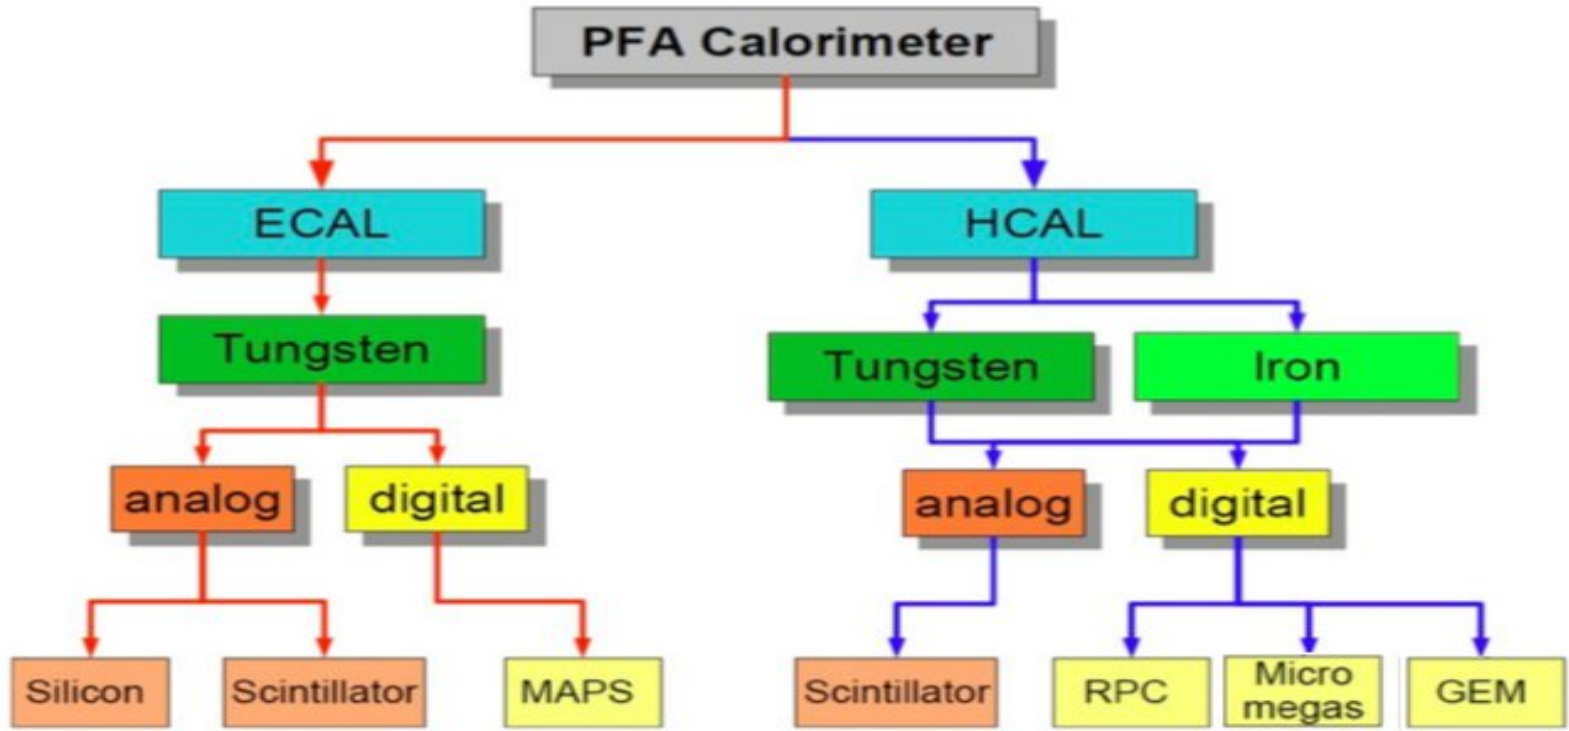 PFA Calorimeter
ECAL
HCAL
Tungsten
Tungsten
Iron
analog
digital
analog
digital
Silicon
Scintillator
MAPS
Scintillator
RPC
Micro
megas
GEM